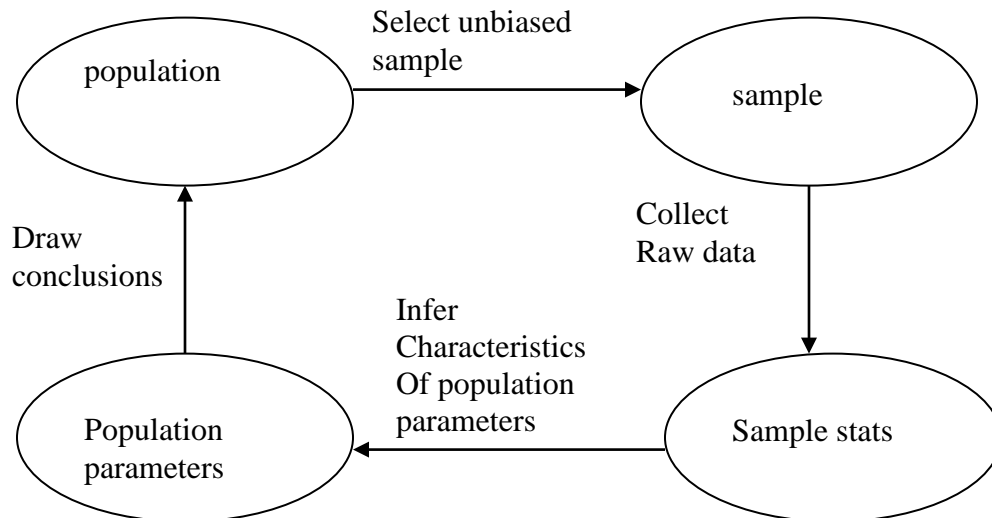 population
Select unbiased
sample
sample
Collect
Raw data
Draw
conclusions
Infer
Characteristics
Of population
parameters
Population
parameters
Sample stats